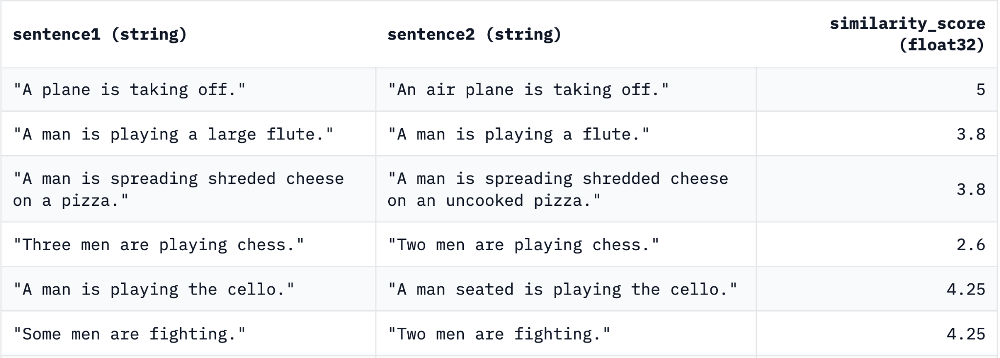 sentence1 (string) sentence2 (string) similarity_score
(float32)
"A plane is taking off." "An air plane is taking off." 5
"A man is playing a large flute." "A man is playing a flute." 3.8
"A man is spreading shreded cheese "A man is spreading shredded cheese 3.8
on a pizza." on an uncooked pizza."
"Three men are playing chess." "Two men are playing chess." 2.6
"A man is playing the cello." "A man seated is playing the cello." 4.25
"Some men are fighting." "Two men are fighting." 4.25